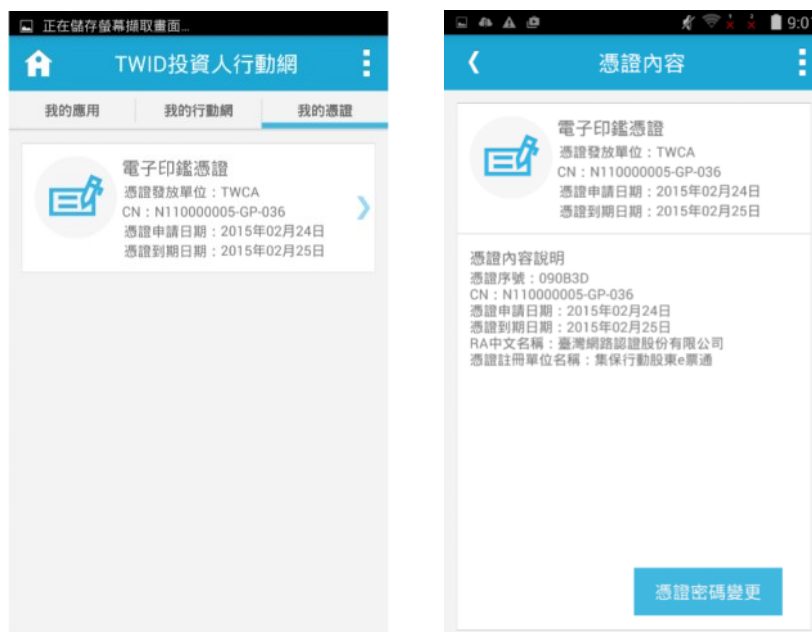 正在儲存螢幕擷取畫面...
TWID投資人行動網
我的應用
我的行動網
我的憑證
電子印鑑憑證
憑證發放單位：TWCA
CN：N110000005-GP-036
憑證申請日期：2015年02月24日
憑證到期日期：2015年02月25日
9:0
憑證內容
電子印鑑憑證
憑證發放單位：TWCA
CN：N110000005-GP-036
憑證申請日期：2015年02月24日
憑證到期日期：2015年02月25日
憑證內容說明
憑證序號：090B3D
CN：N110000005-GP-036
憑證申請日期：2015年02月24日
憑證到期日期：2015年02月25日
RA中文名稱：臺灣網路認證股份有限公司
憑證註冊單位名稱：集保行動股東e票通
憑證密碼變更